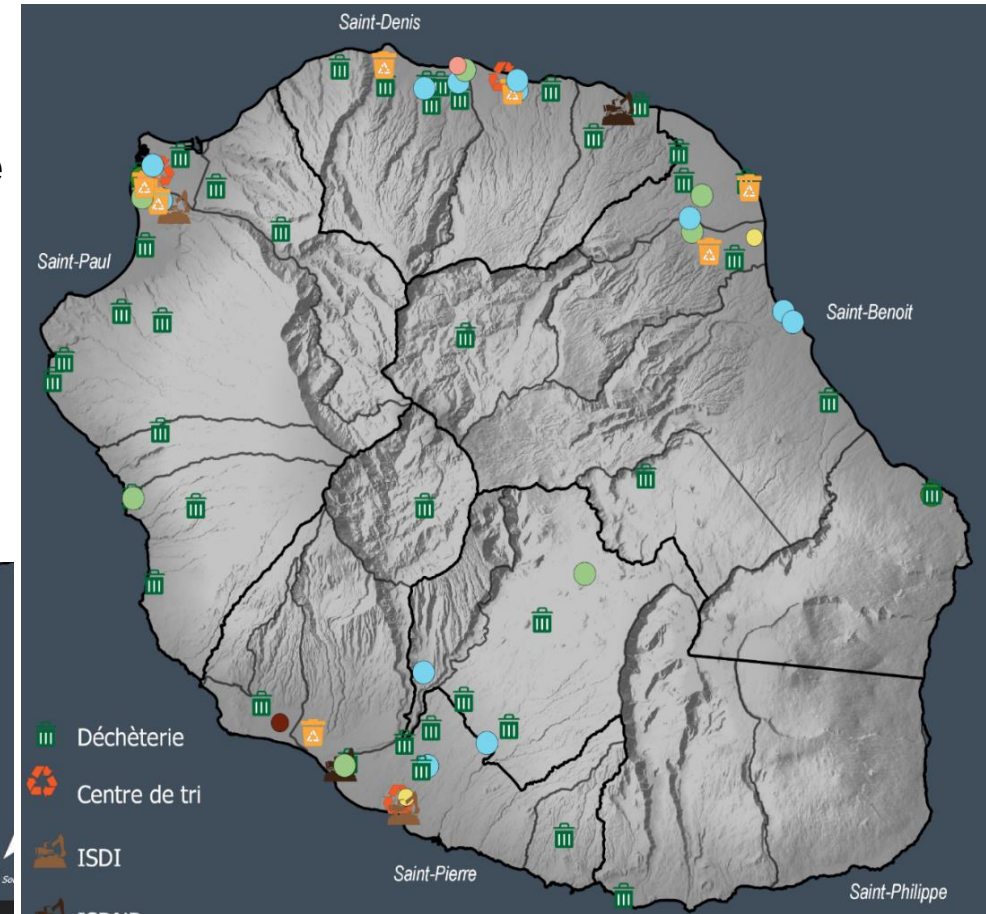 Saint-Denis
Saint-Paul
Saint-Benoit
Déchèterie
Centre de tri
ISDI
Saint-Pierre
Saint-Philippe